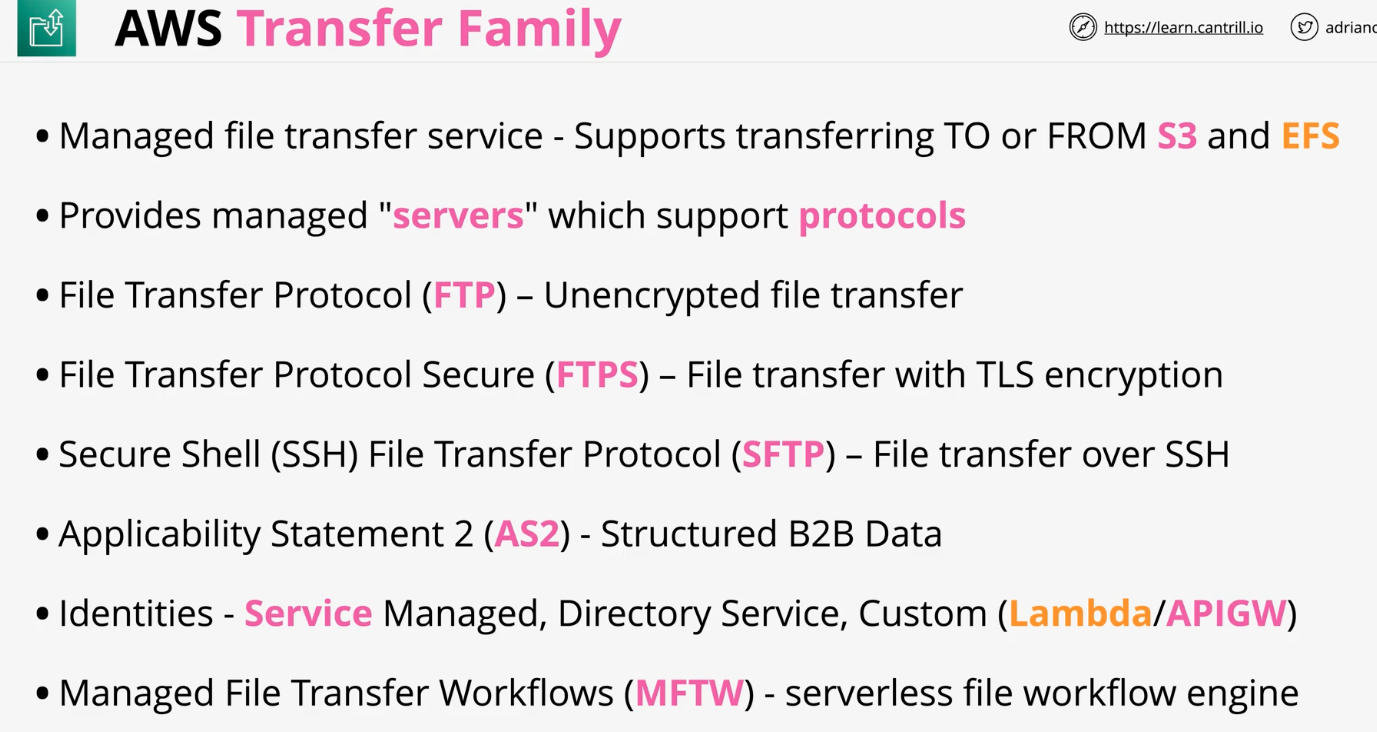 AWS Transfer Family
https://learn.cantrill.io
• Managed file transfer service - Supports transferring TO or FROM S3 and EFS
• Provides managed "servers" which support protocols
• File Transfer Protocol (FTP) – Unencrypted file transfer
• File Transfer Protocol Secure (FTPS) – File transfer with TLS encryption
• Secure Shell (SSH) File Transfer Protocol (SFTP) – File transfer over SSH
• Applicability Statement 2 (AS2) - Structured B2B Data
• Identities - Service Managed, Directory Service, Custom (Lambda/APIGW)
• Managed File Transfer Workflows (MFTW) - serverless file workflow engine